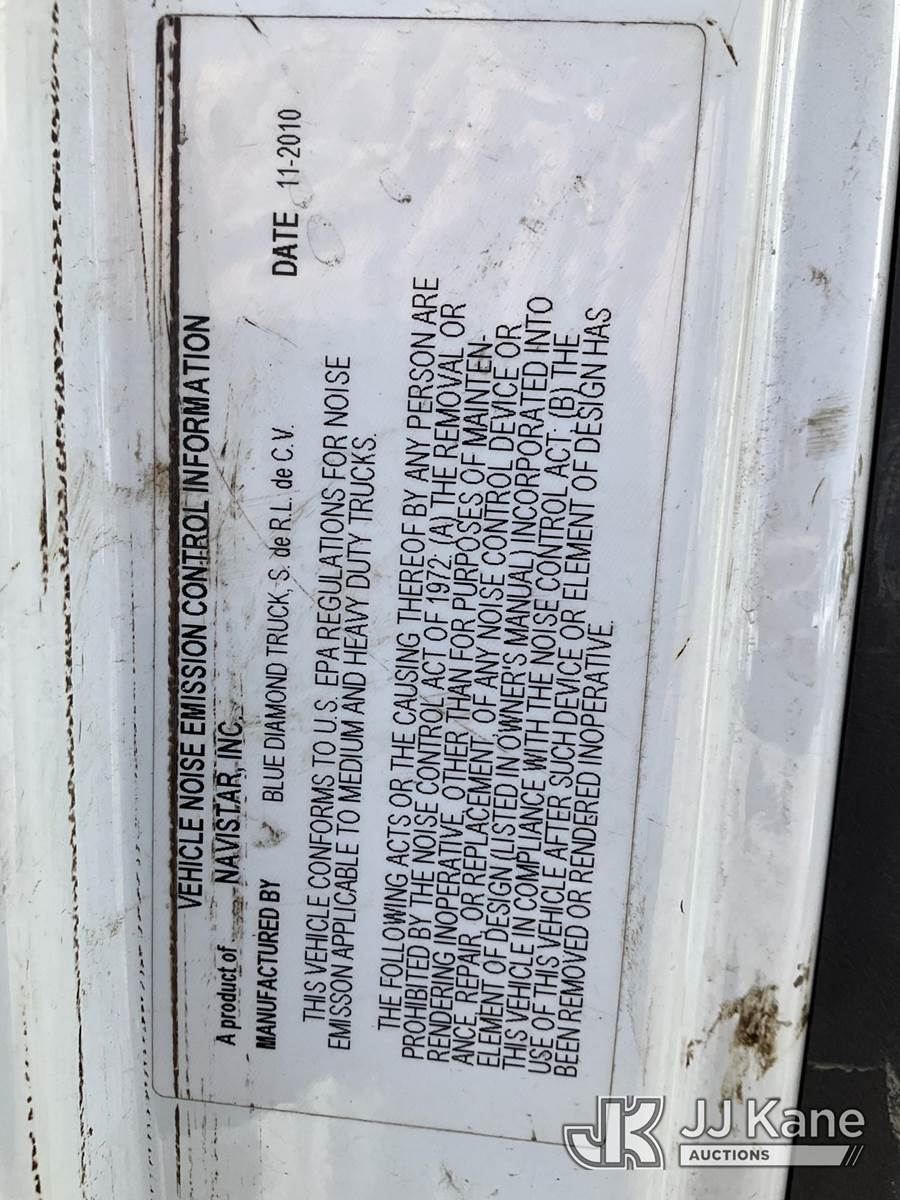 VEHICLE NOISE EMISSION CONTROL INFORMATION
A product of NAVISTAR, INC.
MANUFACTURED BY BLUE DIAMOND TRUCK, S. de R.L. de C.V. DATE 11-2010
THIS VEHICLE CONFORMS TO U.S. EPA REGULATIONS FOR NOISE
EMISSON APPLICABLE TO MEDIUM AND HEAVY DUTY TRUCKS.
THE FOLLOWING ACTS OR THE CAUSING THEREOF BY ANY PERSON ARE
PROHIBITED BY THE NOISE CONTROL ACT OF 1972: (A) THE REMOVAL OR
RENDERING INOPERATIVE, OTHER THAN FOR PURPOSES OF MAINTEN-
ANCE, REPAIR, OR REPLACEMENT, OF ANY NOISE CONTROL DEVICE OR
ELEMENT OF DESIGN (LISTED IN OWNER'S MANUAL) INCORPORATED INTO
THIS VEHICLE IN COMPLIANCE WITH THE NOISE CONTROL ACT; (B) THE
USE OF THIS VEHICLE AFTER SUCH DEVICE OR ELEMENT OF DESIGN HAS
BEEN REMOVED OR RENDERED INOPERATIVE.
JK JJ Kane
AUCTIONS